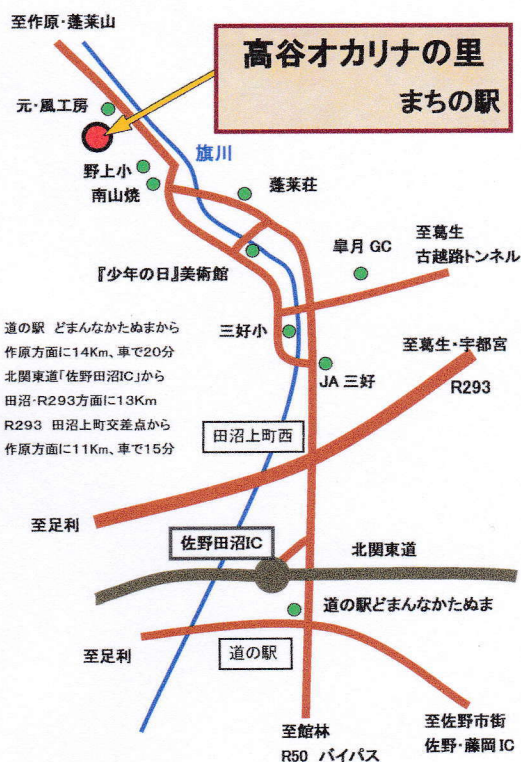 至作原・蓬莱山
高谷オカリナの里
まちの駅
元・風工房
旗川
野上小
南山焼
蓬莱荘
皐月 GC
至葛生
古越路トンネル
『少年の日』美術館
道の駅 どまんなかたぬまから
作原方面に14Km、車で20分
北関東道「佐野田沼IC」から
田沼・R293方面に13Km
R293 田沼上町交差点から
作原方面に11Km、車で15分
三好小
JA 三好
至葛生・宇都宮
R293
田沼上町西
至足利
佐野田沼IC
北関東道
道の駅どまんなかたぬま
至足利
道の駅
至館林
R50 バイパス
至佐野市街
佐野・藤岡 IC